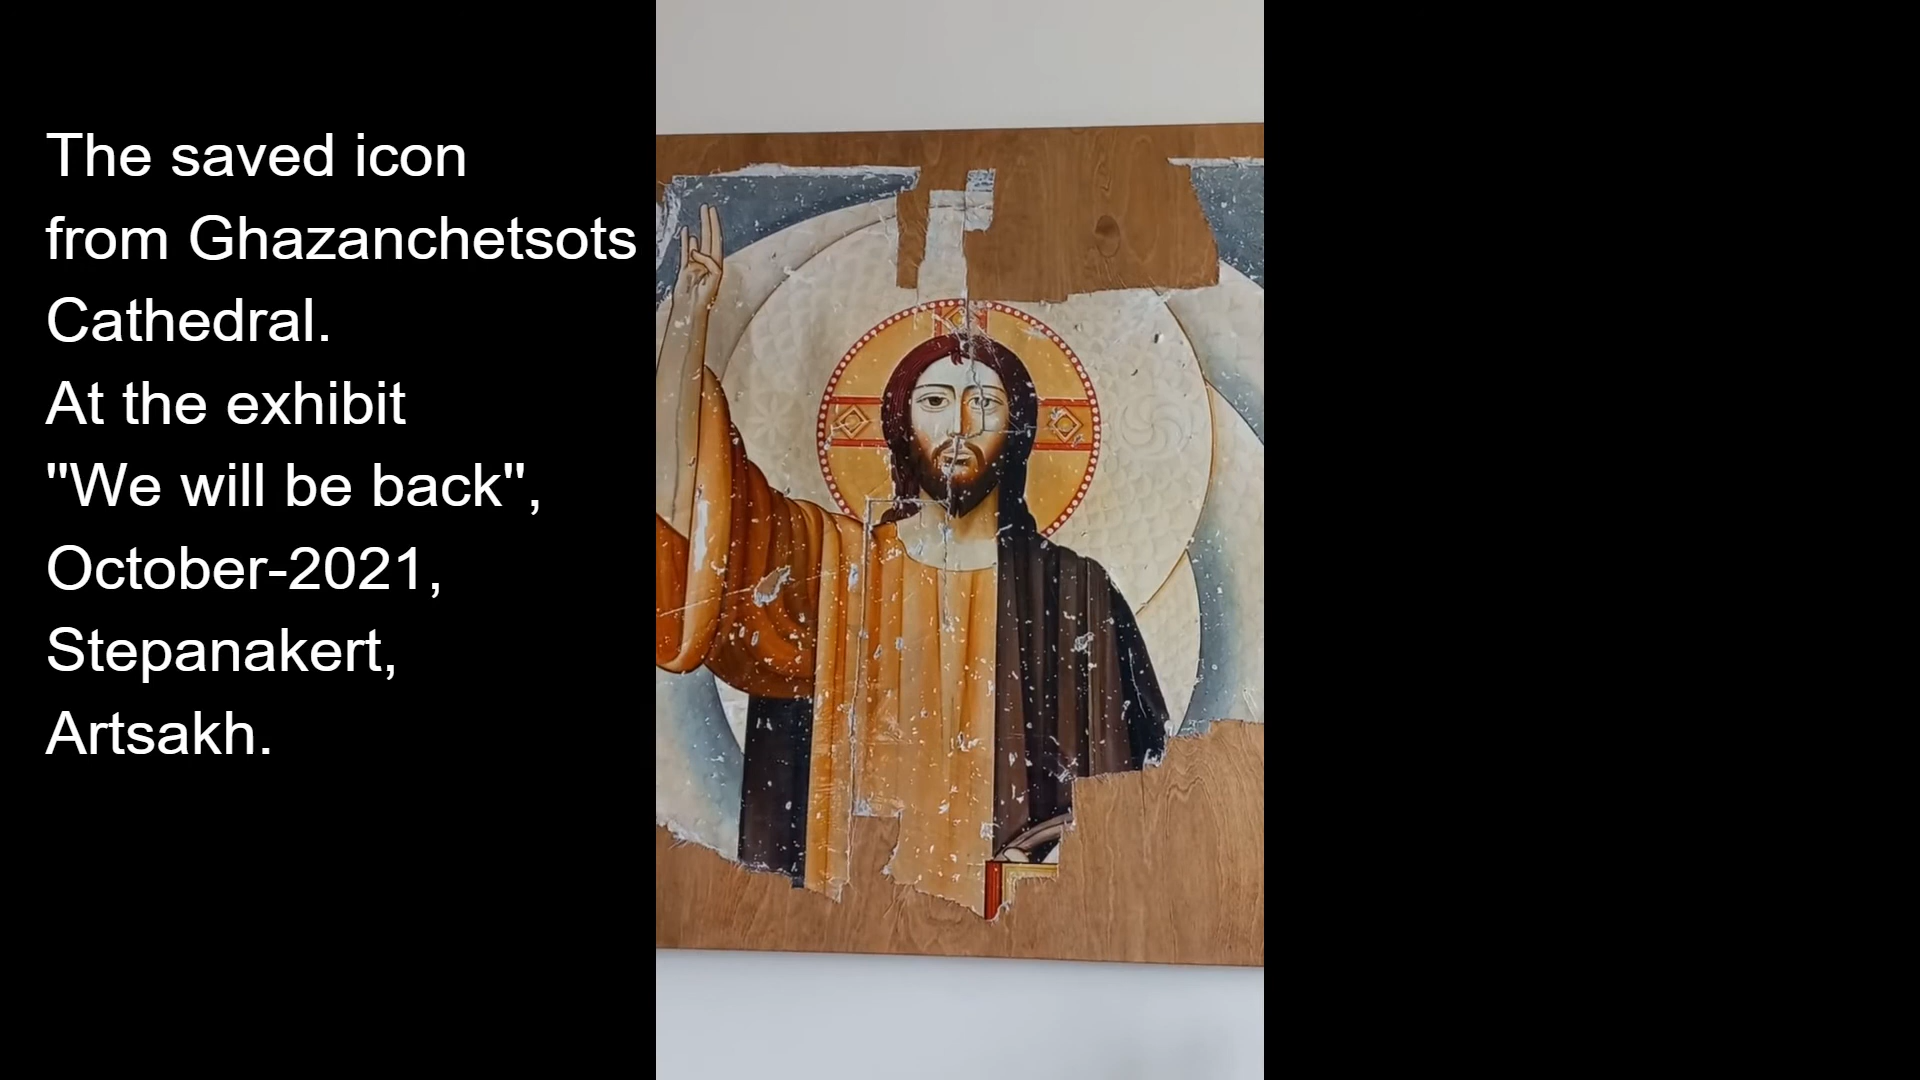 The saved icon
from Ghazanchetsots
Cathedral.
At the exhibit
"We will be back",
October-2021,
Stepanakert,
Artsakh.